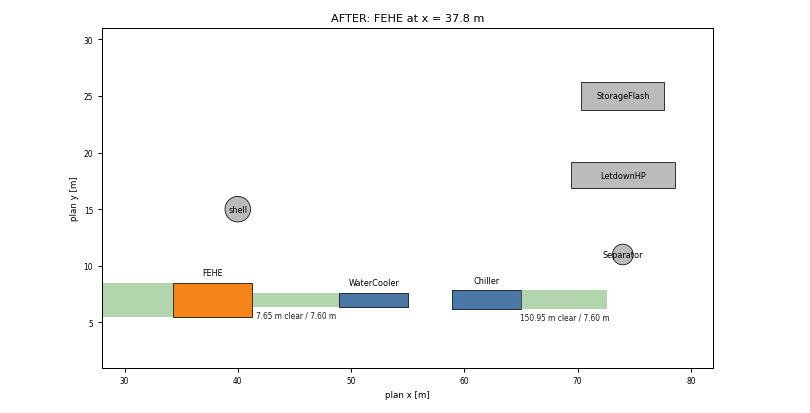 AFTER: FEHE at x = 37.8 m
30
25
20
15
10
5
plan y [m]
StorageFlash
LetdownHP
shell
Separator
FEHE
WaterCooler
Chiller
7.65 m clear / 7.60 m
150.95 m clear / 7.60 m
30
40
50
60
70
80
plan x [m]